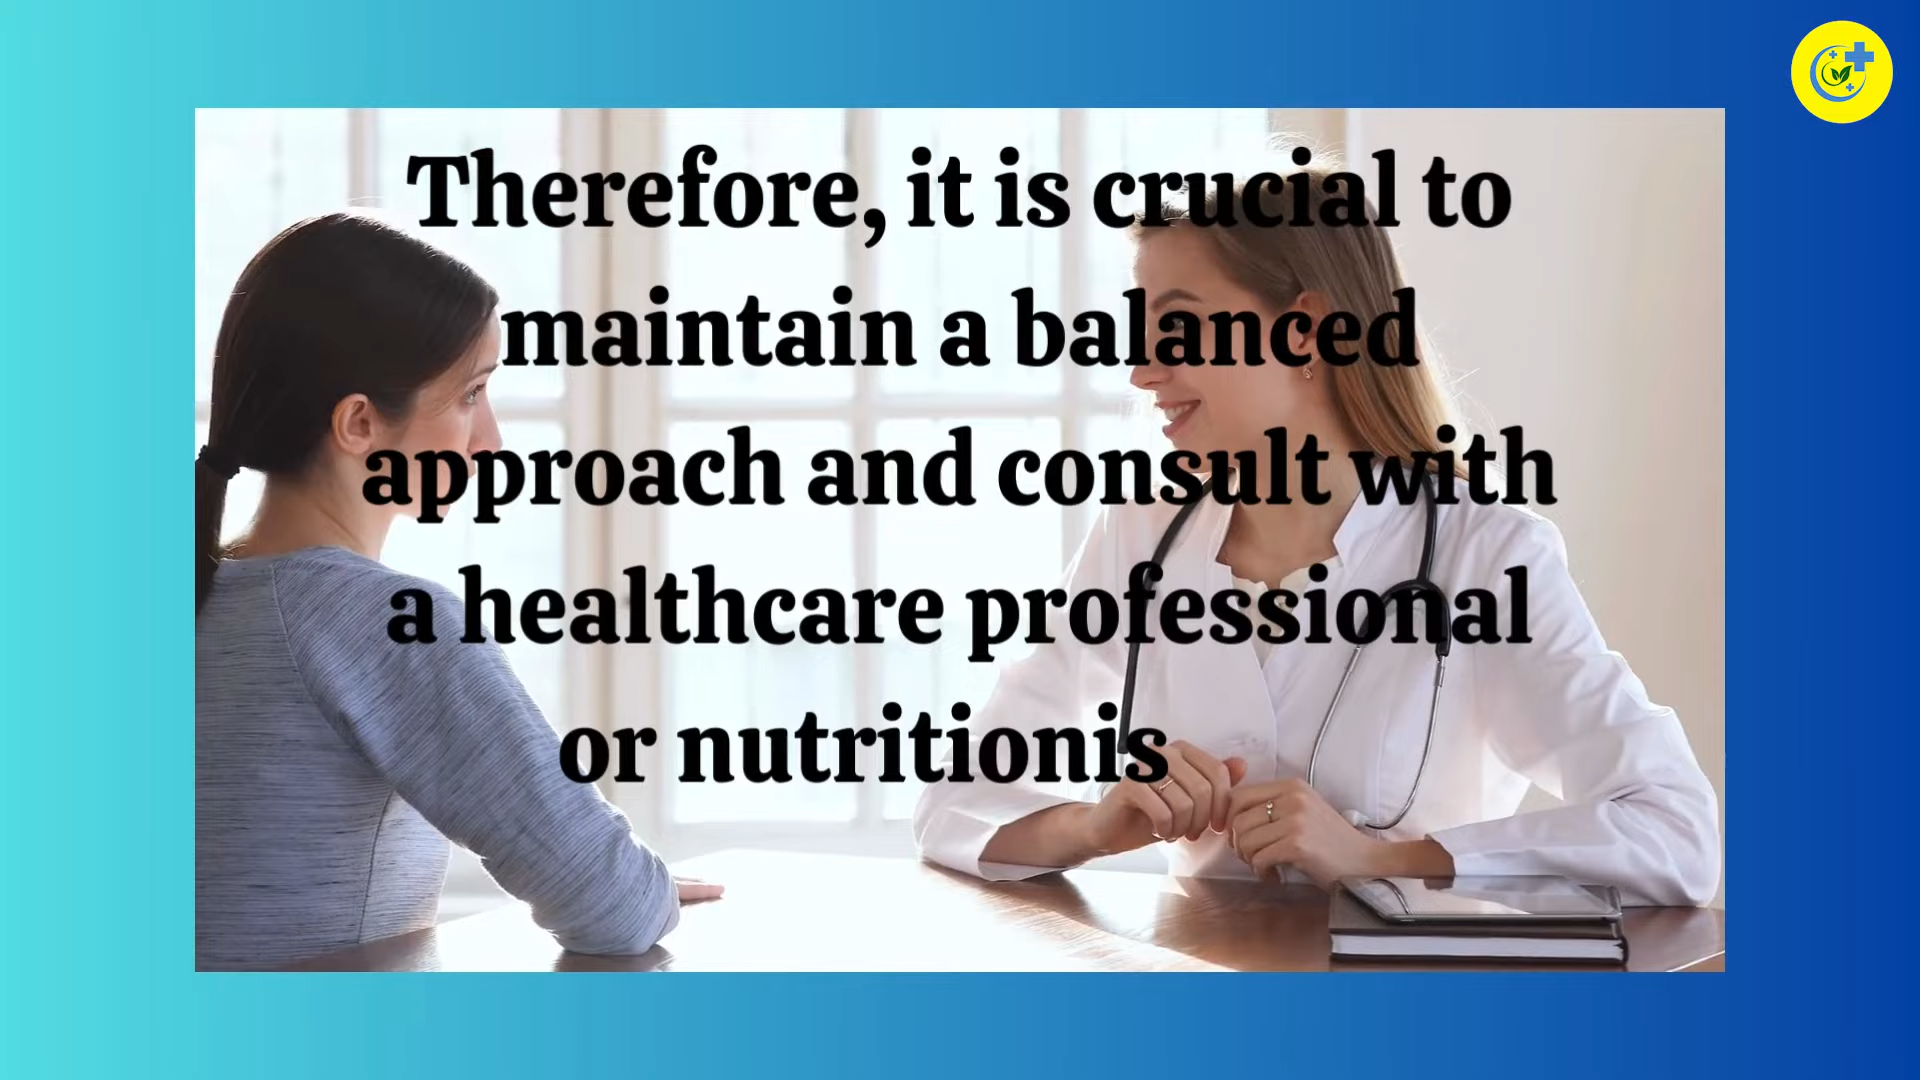 Therefore, it is crucial to
maintain a balanced
approach and consult with
a healthcare professional
or nutritionis